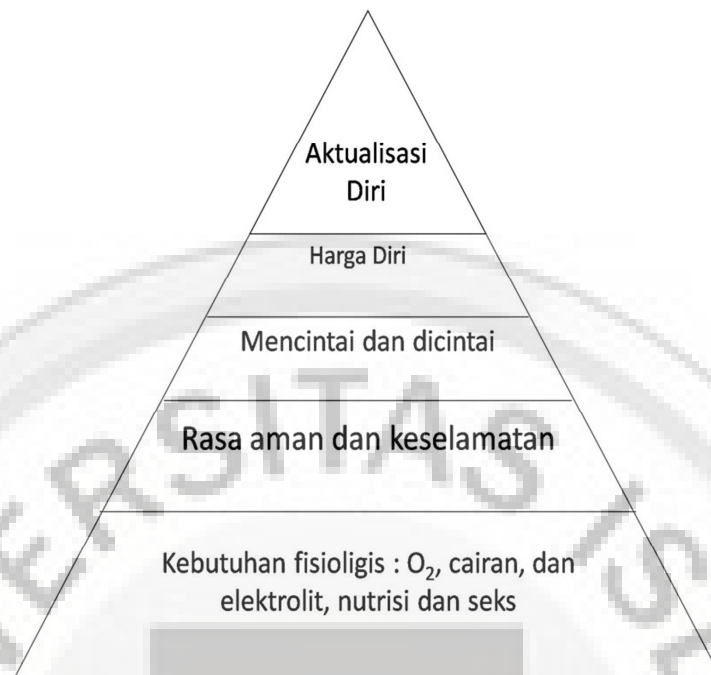 Aktualisasi
Diri
Harga Diri
Mencintai dan dicintai
Rasa aman dan keselamatan
Kebutuhan fisioligis : O₂, cairan, dan
elektrolit, nutrisi dan seks
ERSITAS ISL